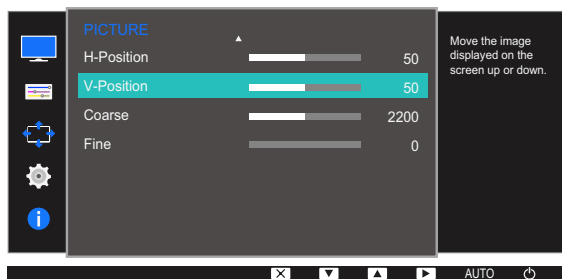 PICTURE
H-Position 50
V-Position 50
Coarse 2200
Fine 0
Move the image
displayed on the
screen up or down.
AUTO